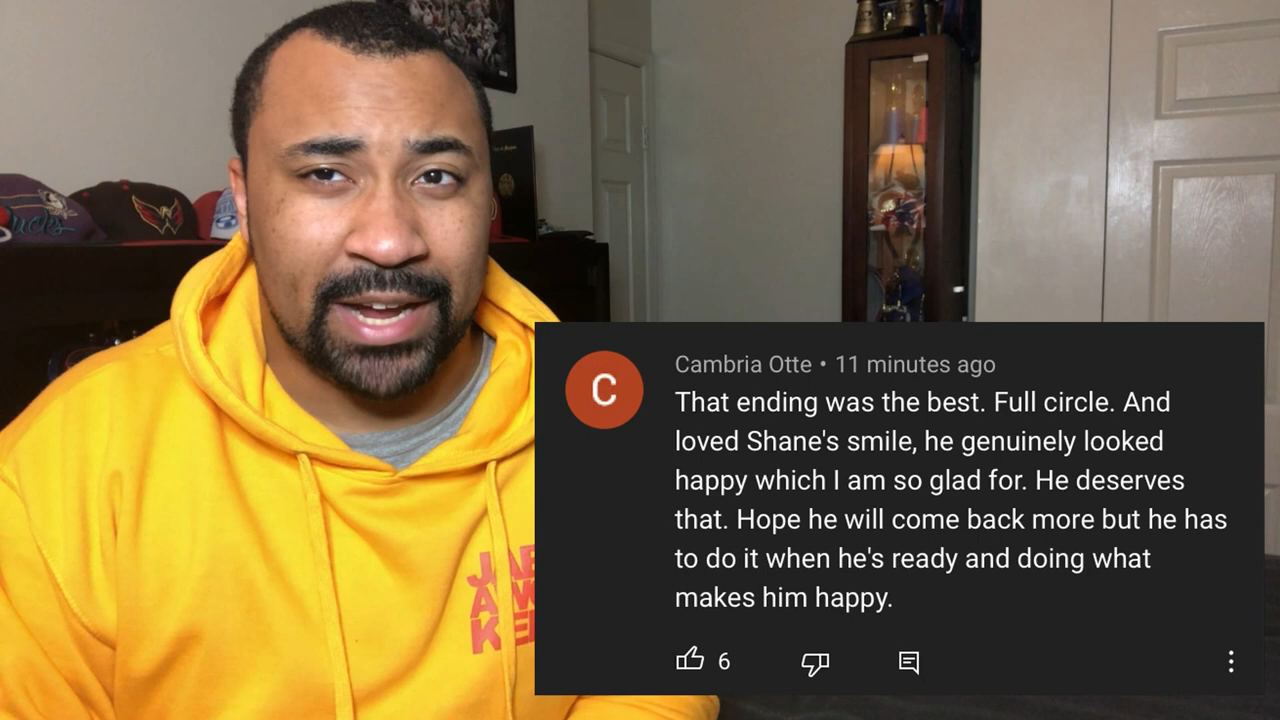 ucks
Cambria Otte • 11 minutes ago
C
That ending was the best. Full circle. And
loved Shane's smile, he genuinely looked
happy which I am so glad for. He deserves
that. Hope he will come back more but he has
to do it when he's ready and doing what
makes him happy.
6